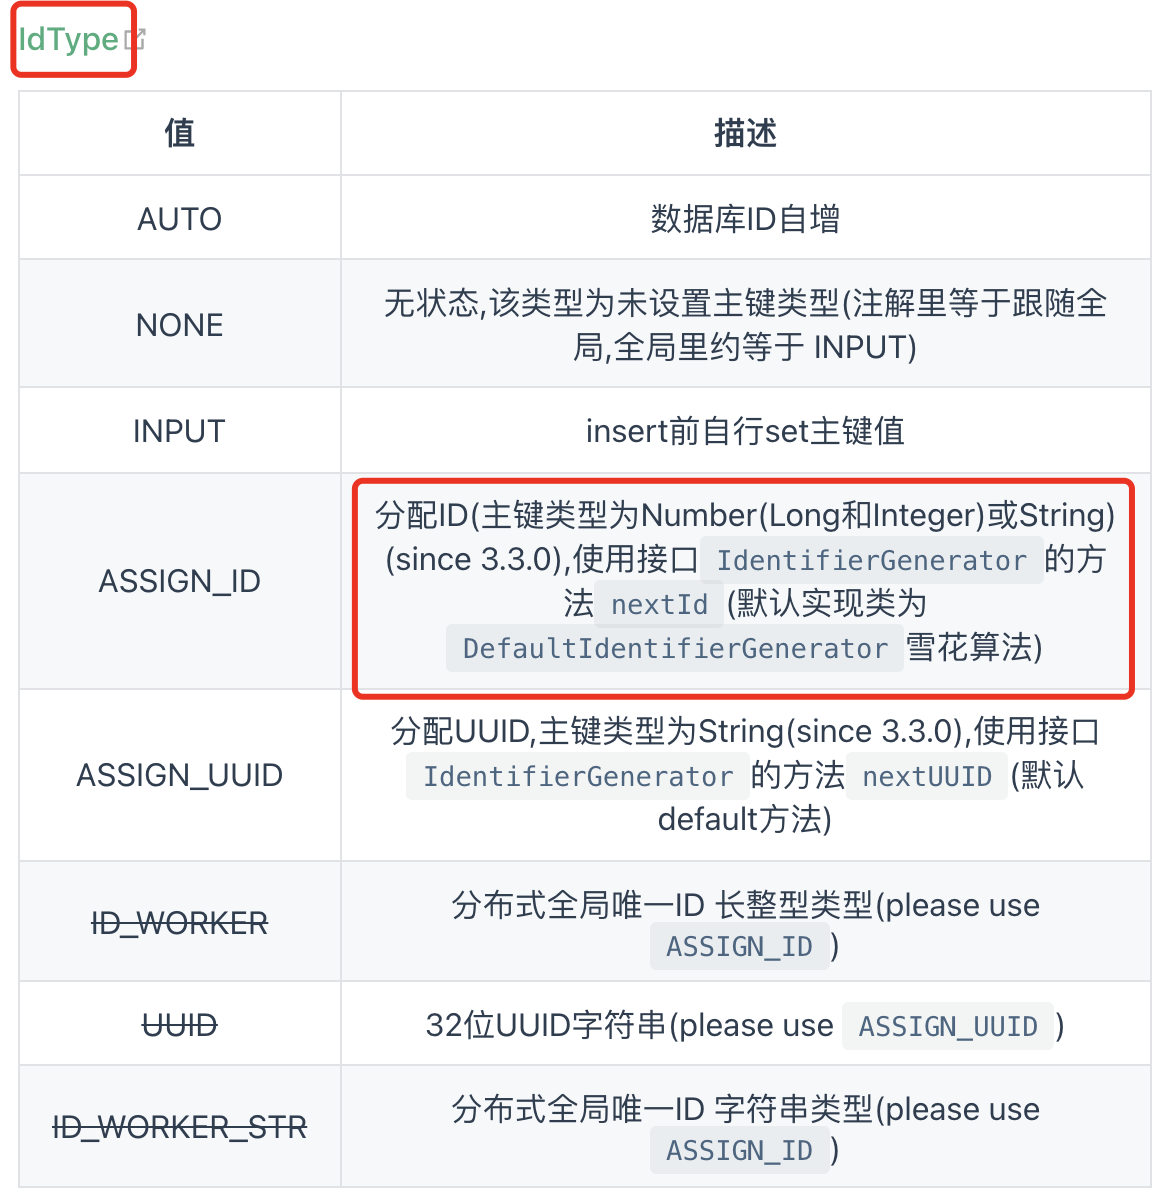 IdType
值 描述
AUTO 数据库ID自增
NONE 无状态,该类型为未设置主键类型(注解里等于跟随全
局,全局里约等于 INPUT)
INPUT insert前自行set主键值
ASSIGN_ID 分配ID(主键类型为Number(Long和Integer)或String)
(since 3.3.0),使用接口 IdentifierGenerator 的方
法 nextId (默认实现类为
DefaultIdentifierGenerator 雪花算法)
ASSIGN_UUID 分配UUID,主键类型为String(since 3.3.0),使用接口
IdentifierGenerator 的方法 nextUUID (默认
default方法)
ID_WORKER 分布式全局唯一ID 长整型类型(please use
ASSIGN_ID )
UUID 32位UUID字符串(please use ASSIGN_UUID )
ID_WORKER_STR 分布式全局唯一ID 字符串类型(please use
ASSIGN_ID )